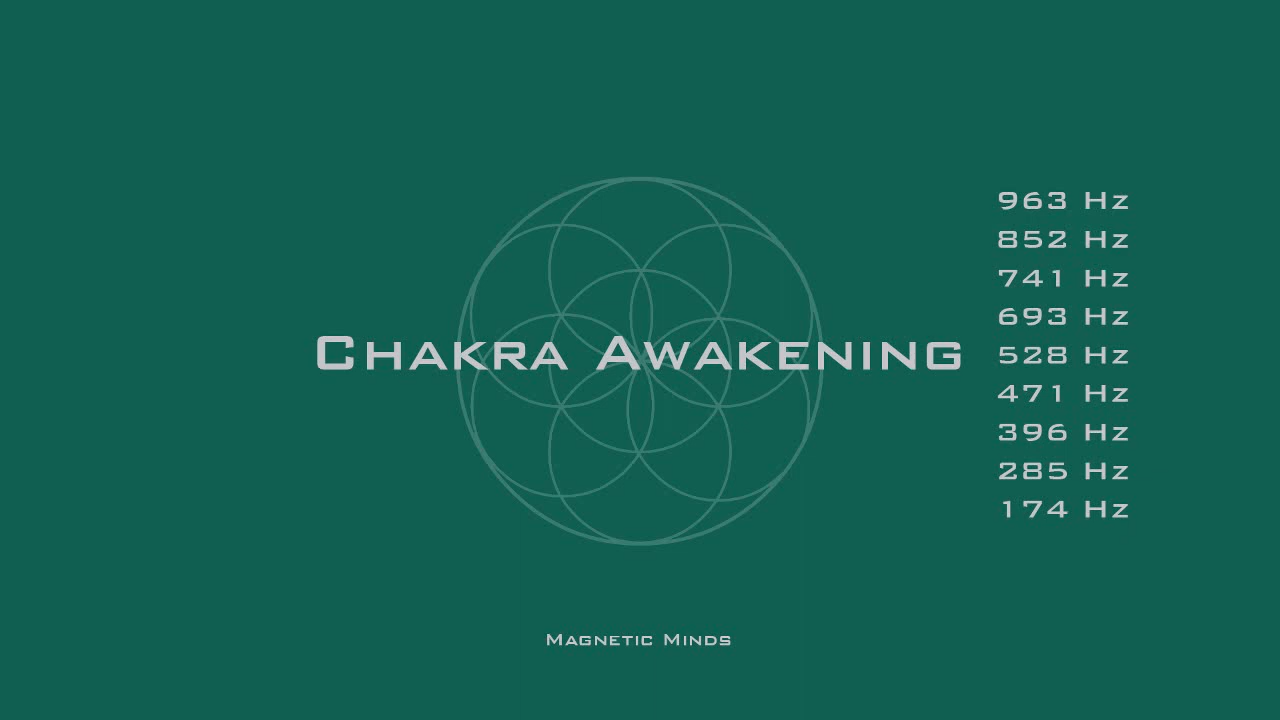 Chakra Awakening
963 Hz
852 Hz
741 Hz
693 Hz
528 Hz
471 Hz
396 Hz
285 Hz
174 Hz
Magnetic Minds